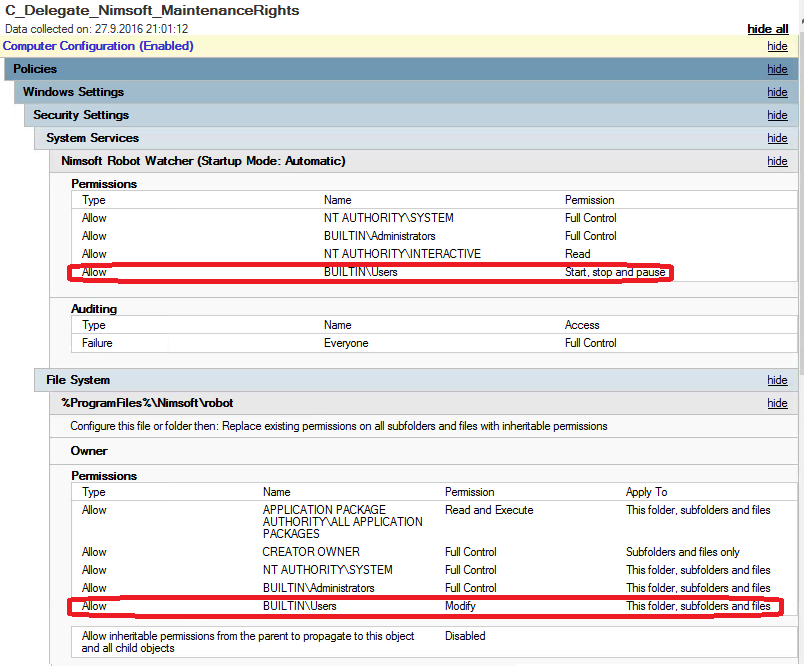 C_Delegate_Nimsoft_MaintenanceRights
Data collected on: 27.9.2016 21:01:12 hide all
Computer Configuration (Enabled) hide
Policies hide
Windows Settings hide
Security Settings hide
System Services hide
Nimsoft Robot Watcher (Startup Mode: Automatic) hide
Permissions
Type Name Permission
Allow NT AUTHORITY\SYSTEM Full Control
Allow BUILTIN\Administrators Full Control
Allow NT AUTHORITY\INTERACTIVE Read
Allow BUILTIN\Users Start, stop and pause
Auditing
Type Name Access
Failure Everyone Full Control
File System hide
%ProgramFiles%\Nimsoft\robot hide
Configure this file or folder then: Replace existing permissions on all subfolders and files with inheritable permissions
Owner
Permissions
Type Name Permission Apply To
Allow APPLICATION PACKAGE Read and Execute This folder, subfolders and files
AUTHORITY\ALL APPLICATION
PACKAGES
Allow CREATOR OWNER Full Control Subfolders and files only
Allow NT AUTHORITY\SYSTEM Full Control This folder, subfolders and files
Allow BUILTIN\Administrators Full Control This folder, subfolders and files
Allow BUILTIN\Users Modify This folder, subfolders and files
Allow inheritable permissions from the parent to propagate to this object Disabled
and all child objects